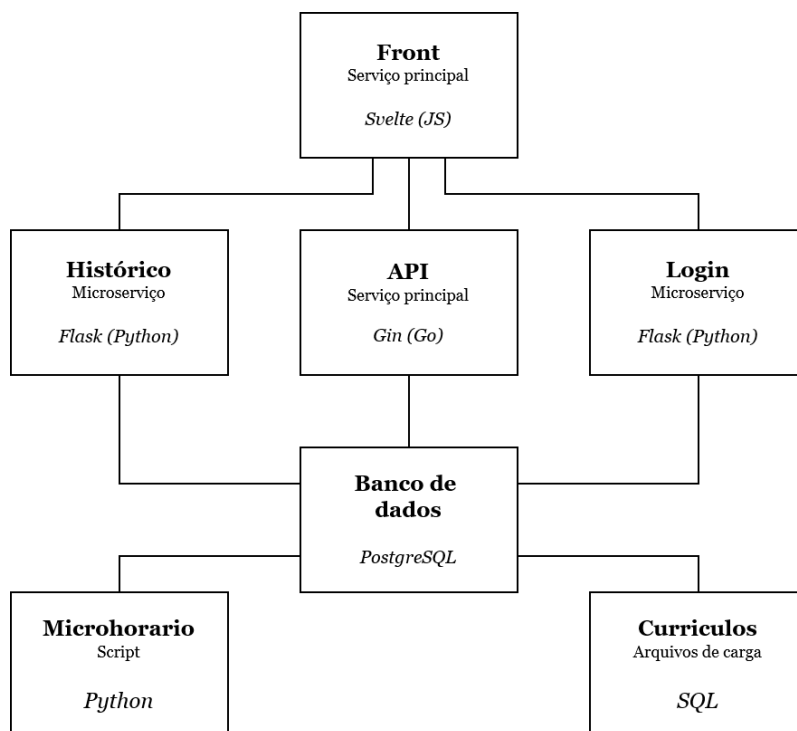 Front
Serviço principal
Svelte (JS)
Histórico
Microserviço
Flask (Python)
API
Serviço principal
Gin (Go)
Login
Microserviço
Flask (Python)
Banco de
dados
PostgreSQL
Microhorario
Script
Python
Curriculos
Arquivos de carga
SQL